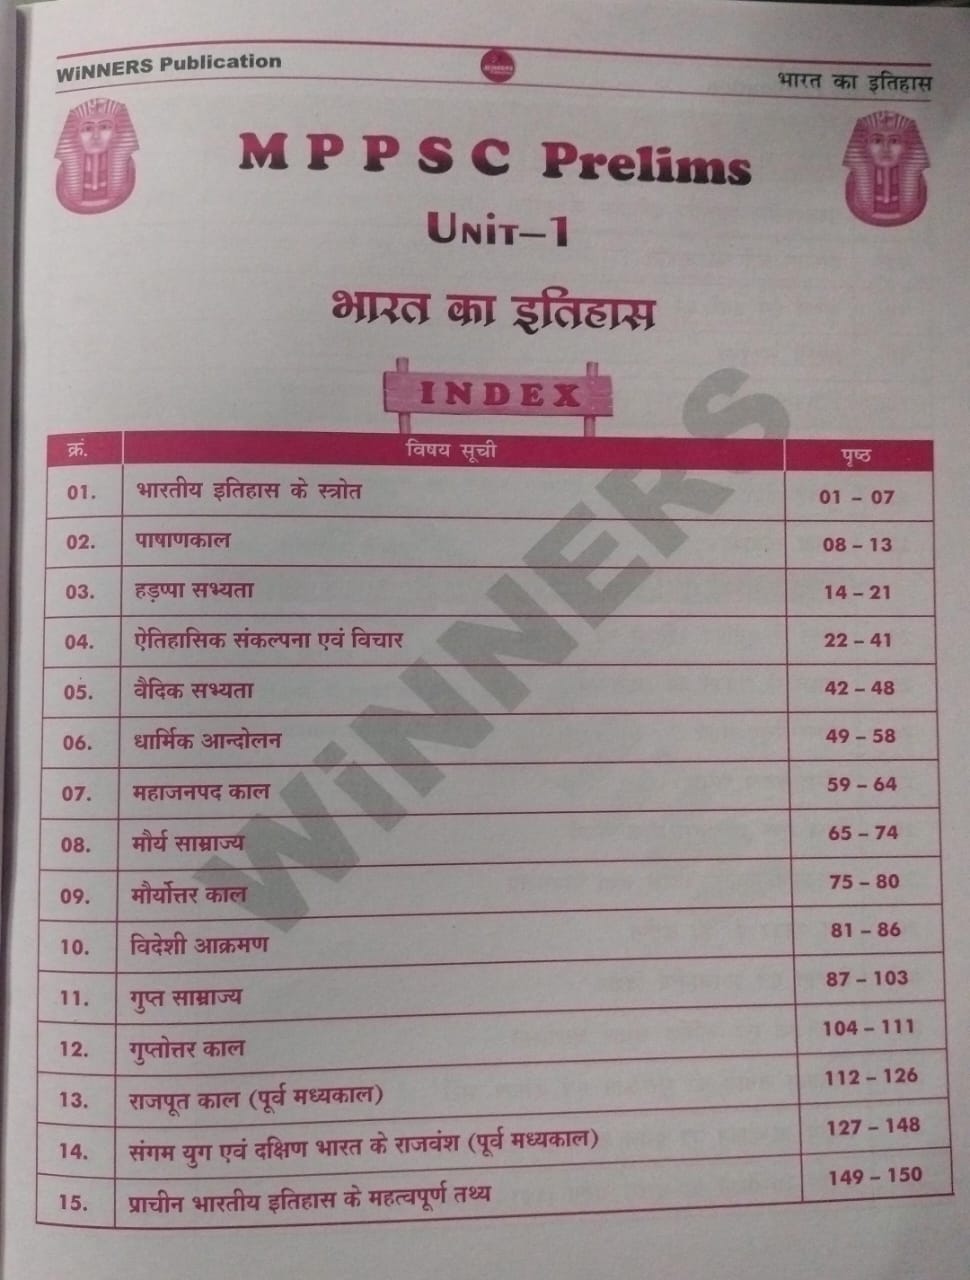 WiNNERS Publication
भारत का इतिहास
MPPSC Prelims
UNiT-1
भारत का इतिहास
INDEX
क्रं. विषय सूची पृष्ठ
01. भारतीय इतिहास के स्त्रोत 01 - 07
02. पाषाणकाल 08 - 13
03. हड़प्पा सभ्यता 14 - 21
04. ऐतिहासिक संकल्पना एवं विचार 22 - 41
05. वैदिक सभ्यता 42 - 48
06. धार्मिक आन्दोलन 49 - 58
07. महाजनपद काल 59 - 64
08. मौर्य साम्राज्य 65 - 74
09. मौर्योत्तर काल 75 - 80
10. विदेशी आक्रमण 81 - 86
11. गुप्त साम्राज्य 87 - 103
12. गुप्तोत्तर काल 104 - 111
13. राजपूत काल (पूर्व मध्यकाल) 112 - 126
14. संगम युग एवं दक्षिण भारत के राजवंश (पूर्व मध्यकाल) 127 - 148
15. प्राचीन भारतीय इतिहास के महत्वपूर्ण तथ्य 149 - 150
WiNNERS